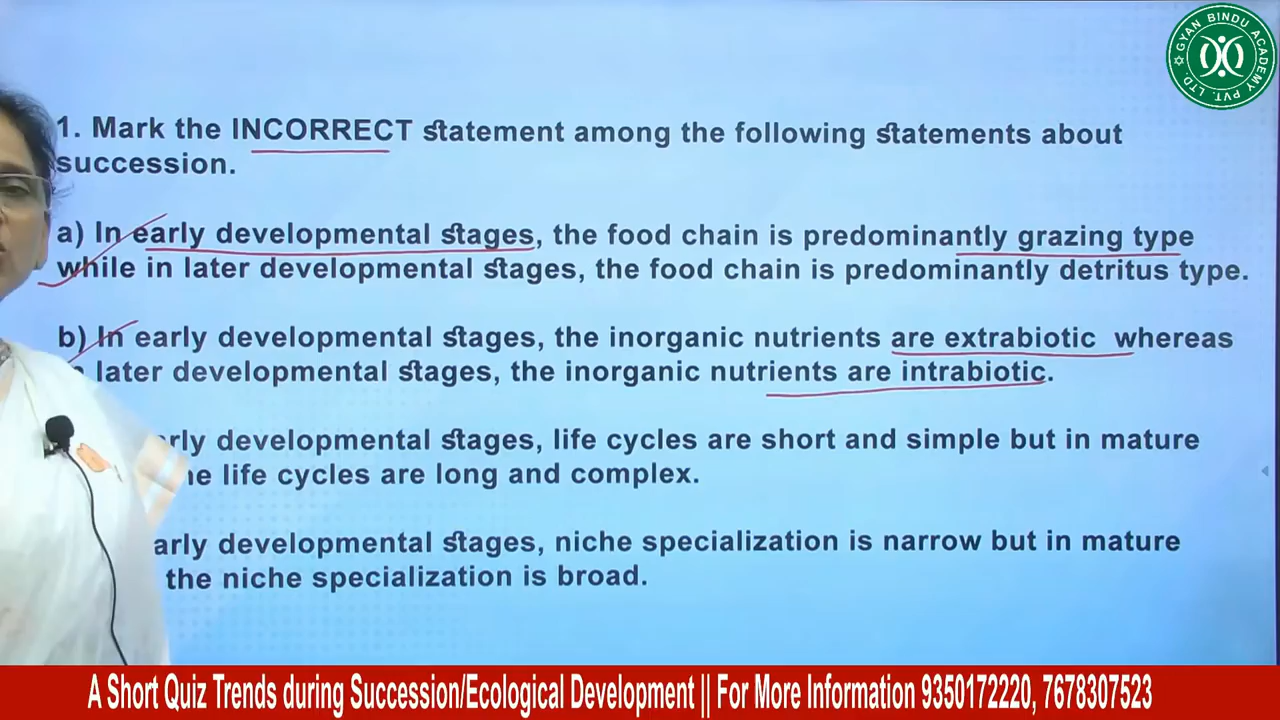 GYAN BINDU ACADEMY PVT. LTD.
1. Mark the INCORRECT statement among the following statements about
succession.
a) In early developmental stages, the food chain is predominantly grazing type
while in later developmental stages, the food chain is predominantly detritus type.
b) In early developmental stages, the inorganic nutrients are extrabiotic whereas
later developmental stages, the inorganic nutrients are intrabiotic.
developmental stages, life cycles are short and simple but in mature
life cycles are long and complex.
developmental stages, niche specialization is narrow but in mature
the niche specialization is broad.
A Short Quiz Trends during Succession/Ecological Development || For More Information 9350172220, 7678307523